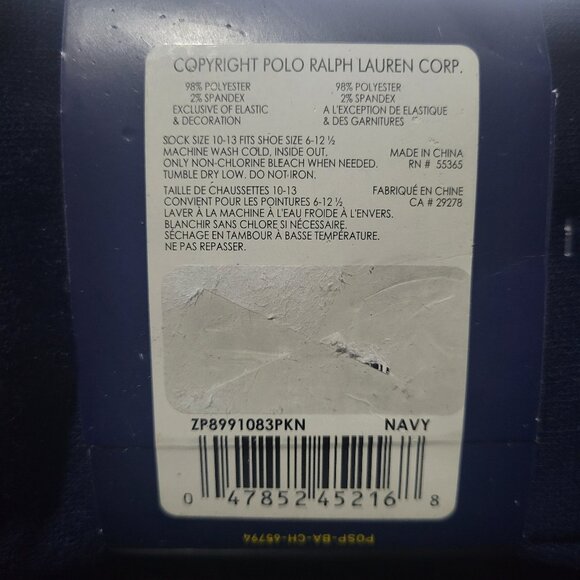 COPYRIGHT POLO RALPH LAUREN CORP.
98% POLYESTER
2% SPANDEX
EXCLUSIVE OF ELASTIC
& DECORATION
98% POLYESTER
2% SPANDEX
A L'EXCEPTION DE ELASTIQUE
& DES GARNITURES
SOCK SIZE 10-13 FITS SHOE SIZE 6-12 ½
MACHINE WASH COLD, INSIDE OUT.
ONLY NON-CHLORINE BLEACH WHEN NEEDED.
TUMBLE DRY LOW. DO NOT IRON.
MADE IN CHINA
RN # 55365
TAILLE DE CHAUSSETTES 10-13
CONVIENT POUR LES POINTURES 6-12 ½
LAVER À LA MACHINE À L'EAU FROIDE À L'ENVERS.
BLANCHIR SANS CHLORE SI NÉCESSAIRE.
SÉCHAGE EN TAMBOUR À BASSE TEMPÉRATURE.
NE PAS REPASSER.
FABRIQUÉ EN CHINE
CA # 29278
ZP8991083PKN NAVY
0 47852 45216 8
POSP-BA-CH-65794